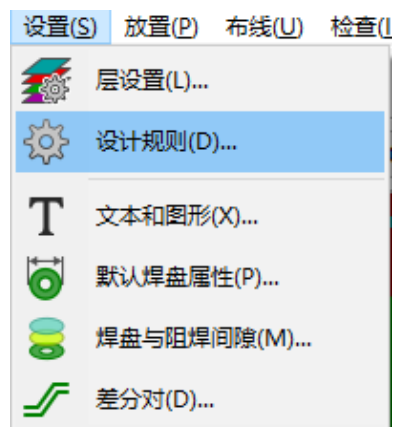 设置(S) 放置(P) 布线(U) 检查(I
层设置(L)...
设计规则(D)...
文本和图形(X)...
默认焊盘属性(P)...
焊盘与阻焊间隙(M)...
差分对(D)...